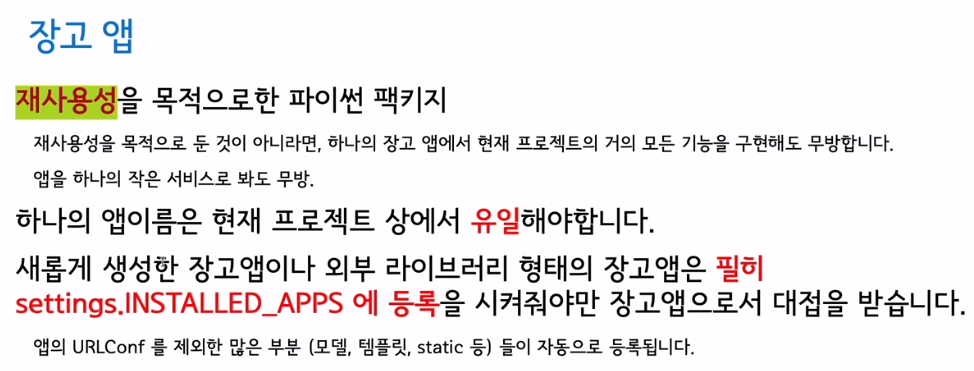 장고 앱
재사용성을 목적으로한 파이썬 팩키지
재사용성을 목적으로 둔 것이 아니라면, 하나의 장고 앱에서 현재 프로젝트의 거의 모든 기능을 구현해도 무방합니다.
앱을 하나의 작은 서비스로 봐도 무방.
하나의 앱이름은 현재 프로젝트 상에서 유일해야합니다.
새롭게 생성한 장고앱이나 외부 라이브러리 형태의 장고앱은 필히
settings.INSTALLED_APPS 에 등록을 시켜줘야만 장고앱으로서 대접을 받습니다.
앱의 URLConf 를 제외한 많은 부분 (모델, 템플릿, static 등) 들이 자동으로 등록됩니다.